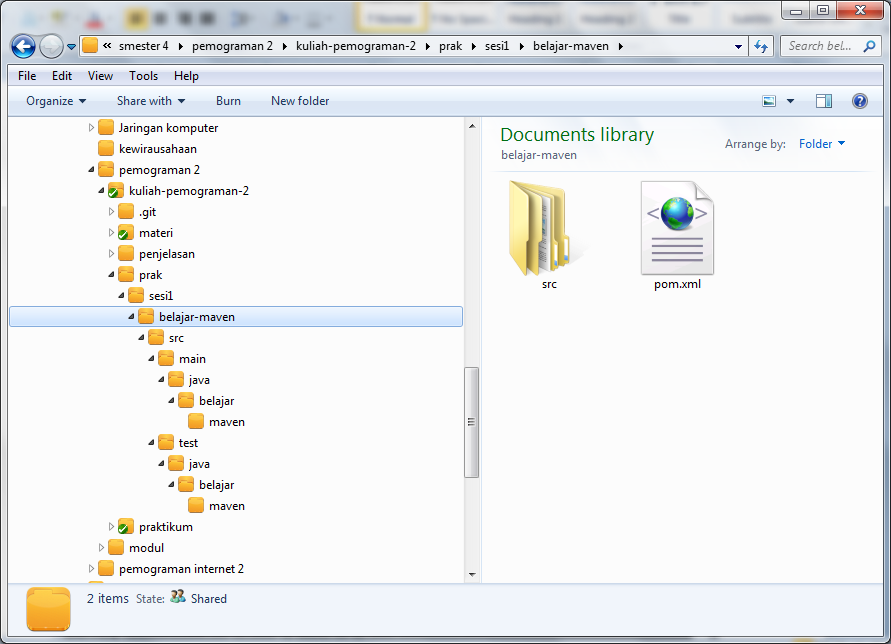 « smester 4 pemograman 2 kuliah-pemograman-2 prak sesi1 belajar-maven
Search bel...
File Edit View Tools Help
Organize Share with Burn New folder
Jaringan komputer
kewirausahaan
pemograman 2
kuliah-pemograman-2
.git
materi
penjelasan
prak
sesi1
belajar-maven
src
main
java
belajar
maven
test
java
belajar
maven
praktikum
modul
pemograman internet 2
Documents library
belajar-maven
Arrange by: Folder
src
pom.xml
2 items State: Shared